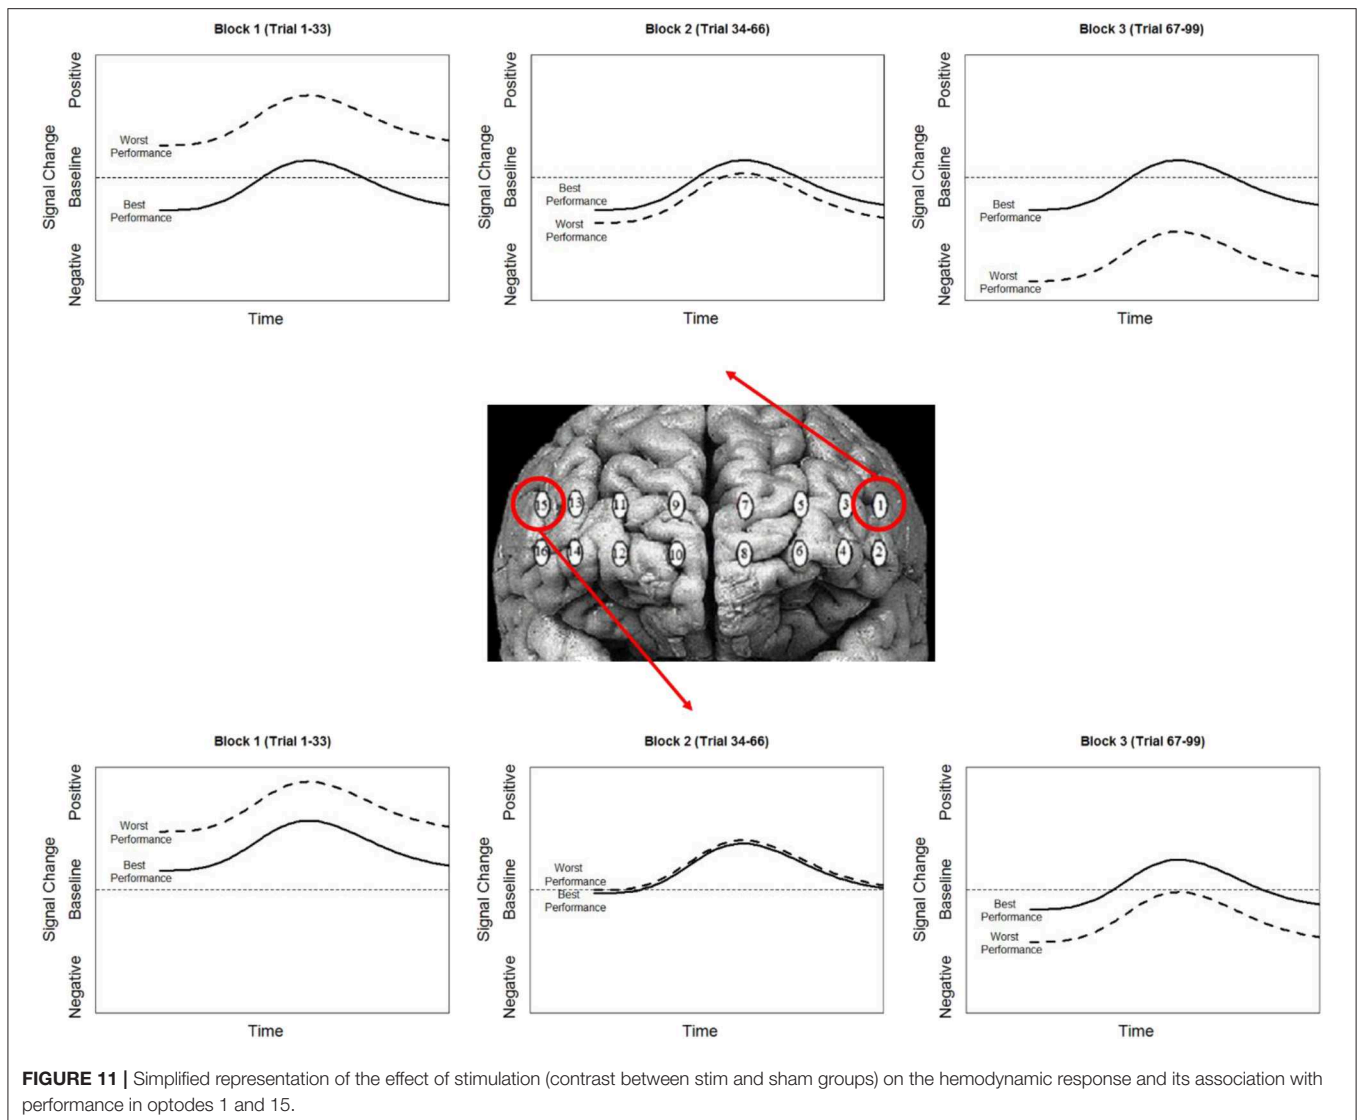 Block 1 (Trial 1-33)
Block 2 (Trial 34-66)
Block 3 (Trial 67-99)
Signal Change
Negative Baseline Positive
Worst
Performance
Best
Performance
Time
Signal Change
Negative Baseline Positive
Best
Performance
Worst
Performance
Time
Signal Change
Negative Baseline Positive
Best
Performance
Worst
Performance
Time
15 13 11 9 7 5 3 1
16 14 12 10 8 6 4 2
Block 1 (Trial 1-33)
Block 2 (Trial 34-66)
Block 3 (Trial 67-99)
Signal Change
Negative Baseline Positive
Worst
Performance
Best
Performance
Time
Signal Change
Negative Baseline Positive
Worst
Performance
Best
Performance
Time
Signal Change
Negative Baseline Positive
Best
Performance
Worst
Performance
Time
FIGURE 11 | Simplified representation of the effect of stimulation (contrast between stim and sham groups) on the hemodynamic response and its association with
performance in optodes 1 and 15.